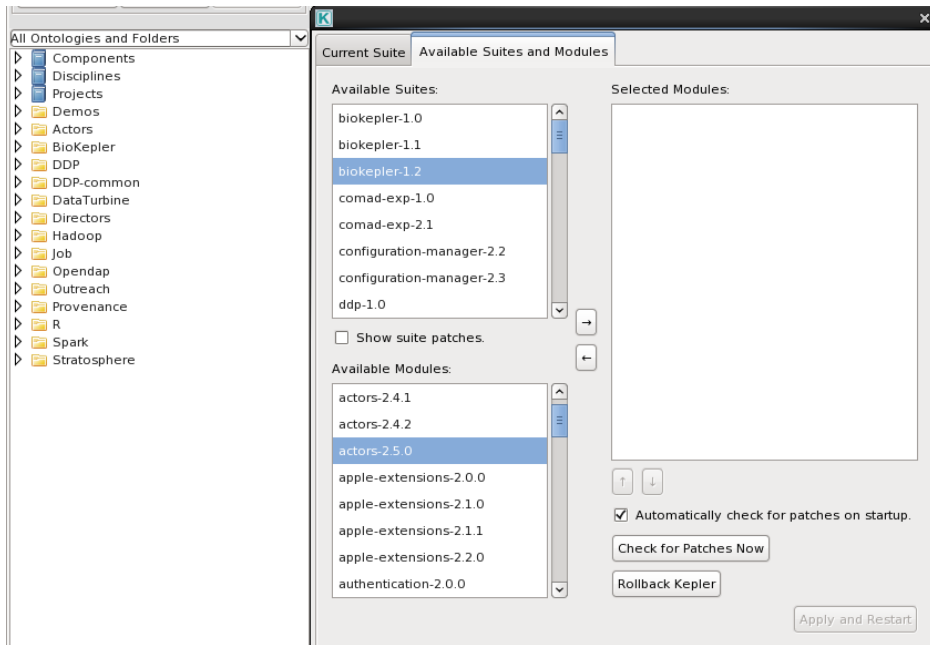 All Ontologies and Folders
Components
Disciplines
Projects
Demos
Actors
BioKepler
DDP
DDP-common
DataTurbine
Directors
Hadoop
Job
Opendap
Outreach
Provenance
R
Spark
Stratosphere
K
Current Suite
Available Suites and Modules
Available Suites:
biokepler-1.0
biokepler-1.1
biokepler-1.2
comad-exp-1.0
comad-exp-2.1
configuration-manager-2.2
configuration-manager-2.3
ddp-1.0
Show suite patches.
Available Modules:
actors-2.4.1
actors-2.4.2
actors-2.5.0
apple-extensions-2.0.0
apple-extensions-2.1.0
apple-extensions-2.1.1
apple-extensions-2.2.0
authentication-2.0.0
Selected Modules:
Automatically check for patches on startup.
Check for Patches Now
Rollback Kepler
Apply and Restart